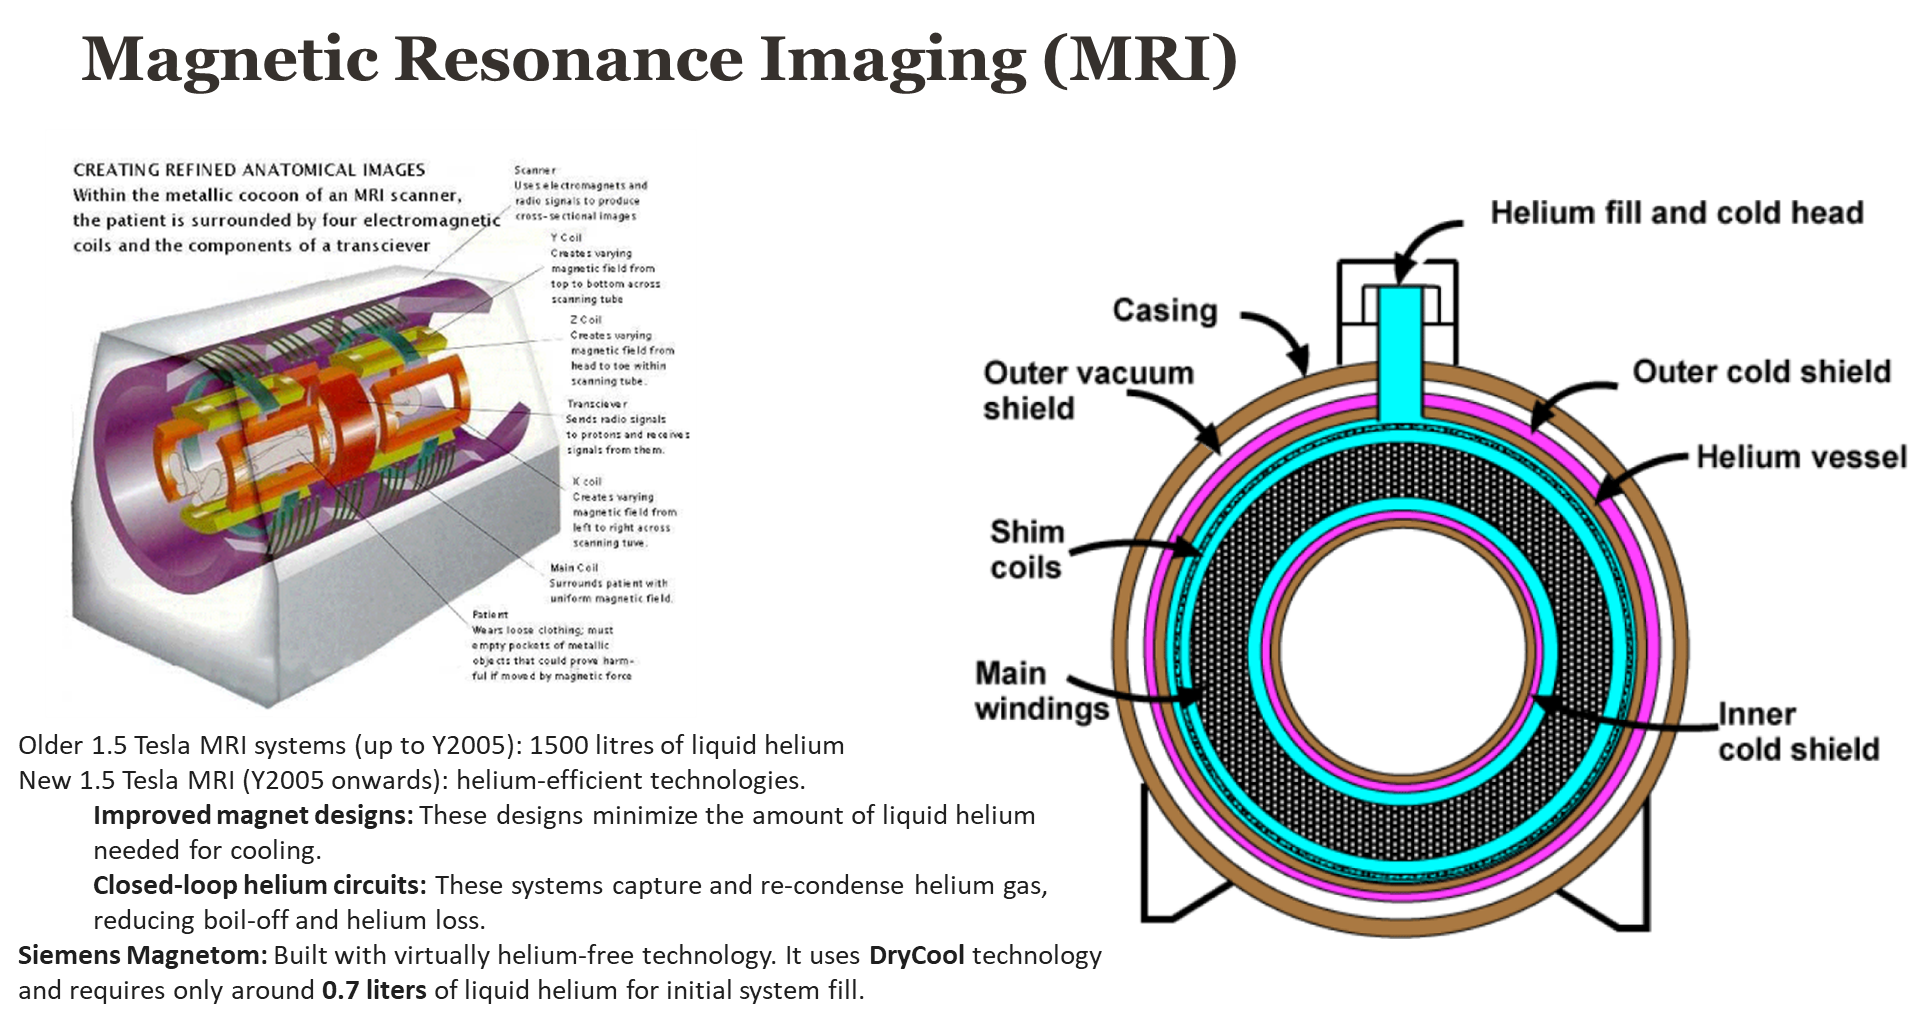 Magnetic Resonance Imaging (MRI)
CREATING REFINED ANATOMICAL IMAGES
Within the metallic cocoon of an MRI scanner,
the patient is surrounded by four electromagnetic
coils and the components of a transciever
Scanner
Uses electromagnets and
radio signals to produce
cross-sectional images
Y Coil
Creates varying
magnetic field from
top to bottom across
scanning tube
Z Coil
Creates varying
magnetic field from
head to toe within
scanning tube.
Transciever
Sends radio signals
to protons and receives
signals from them.
X coil
Creates varying
magnetic field from
left to right across
scanning tuve.
Main Coil
Surrounds patient with
uniform magnetic field.
Patient
Wears loose clothing; must
empty pockets of metallic
objects that could prove harm-
ful if moved by magnetic force
Helium fill and cold head
Casing
Outer vacuum
shield
Outer cold shield
Helium vessel
Shim
coils
Main
windings
Inner
cold shield
Older 1.5 Tesla MRI systems (up to Y2005): 1500 litres of liquid helium
New 1.5 Tesla MRI (Y2005 onwards): helium-efficient technologies.
Improved magnet designs: These designs minimize the amount of liquid helium
needed for cooling.
Closed-loop helium circuits: These systems capture and re-condense helium gas,
reducing boil-off and helium loss.
Siemens Magnetom: Built with virtually helium-free technology. It uses DryCool technology
and requires only around 0.7 liters of liquid helium for initial system fill.